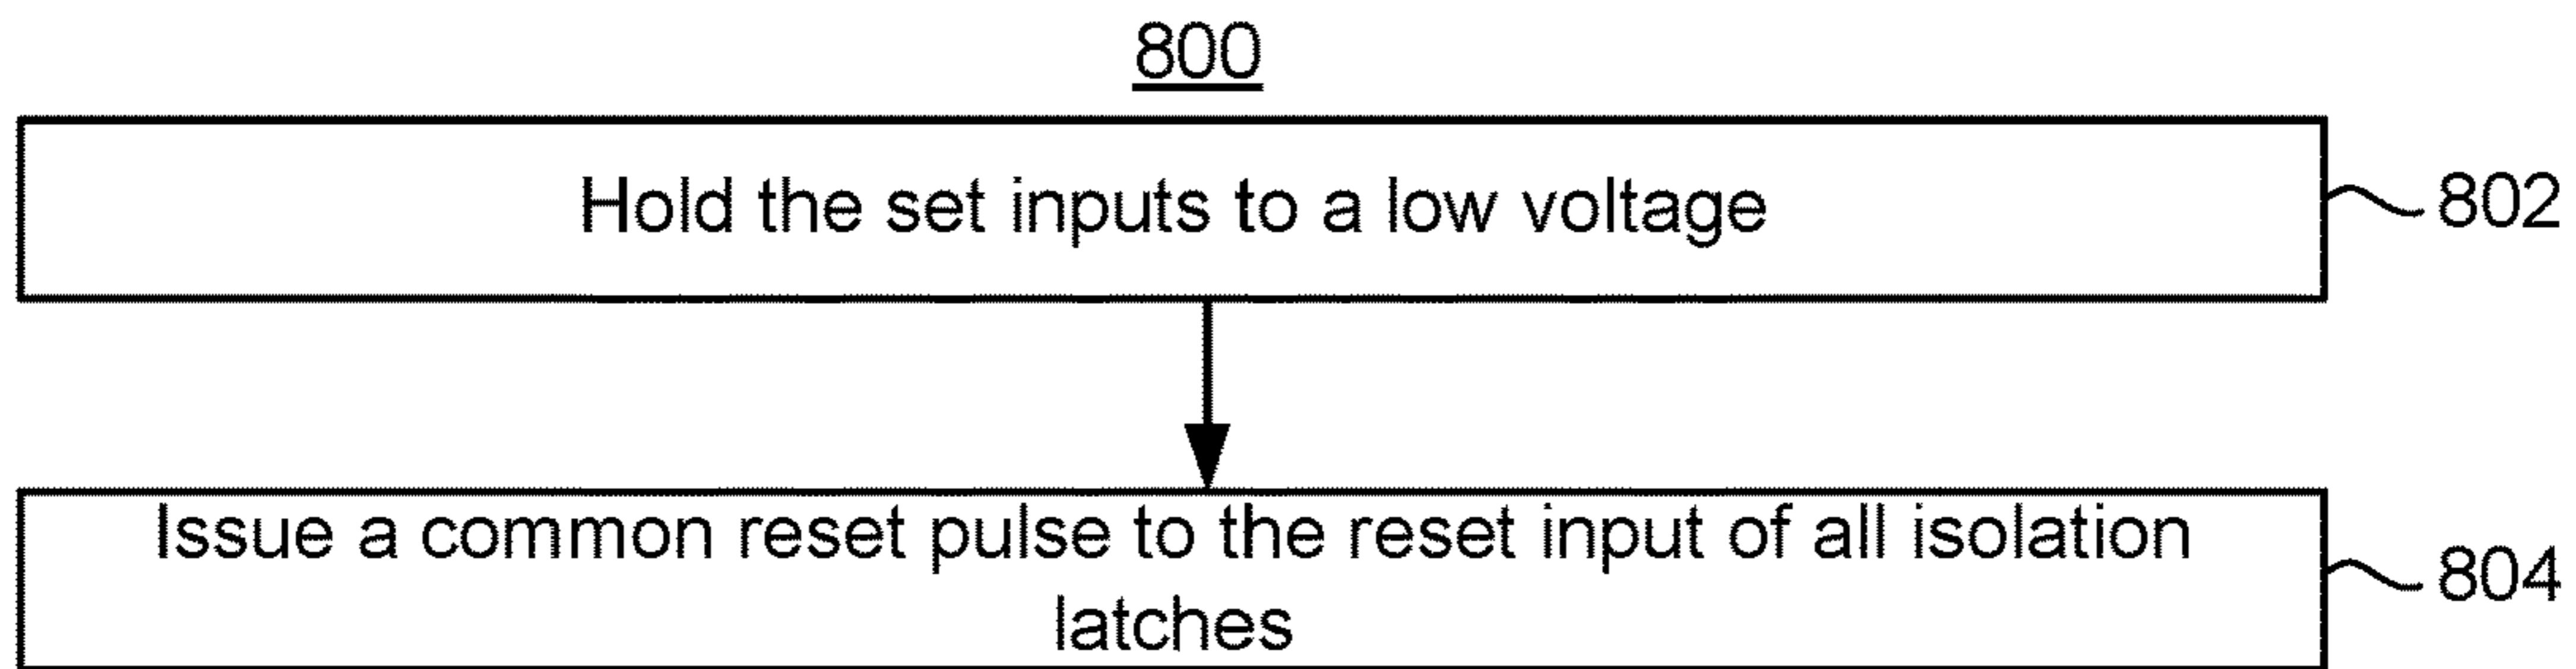 800
Hold the set inputs to a low voltage
802
Issue a common reset pulse to the reset input of all isolation
latches
804